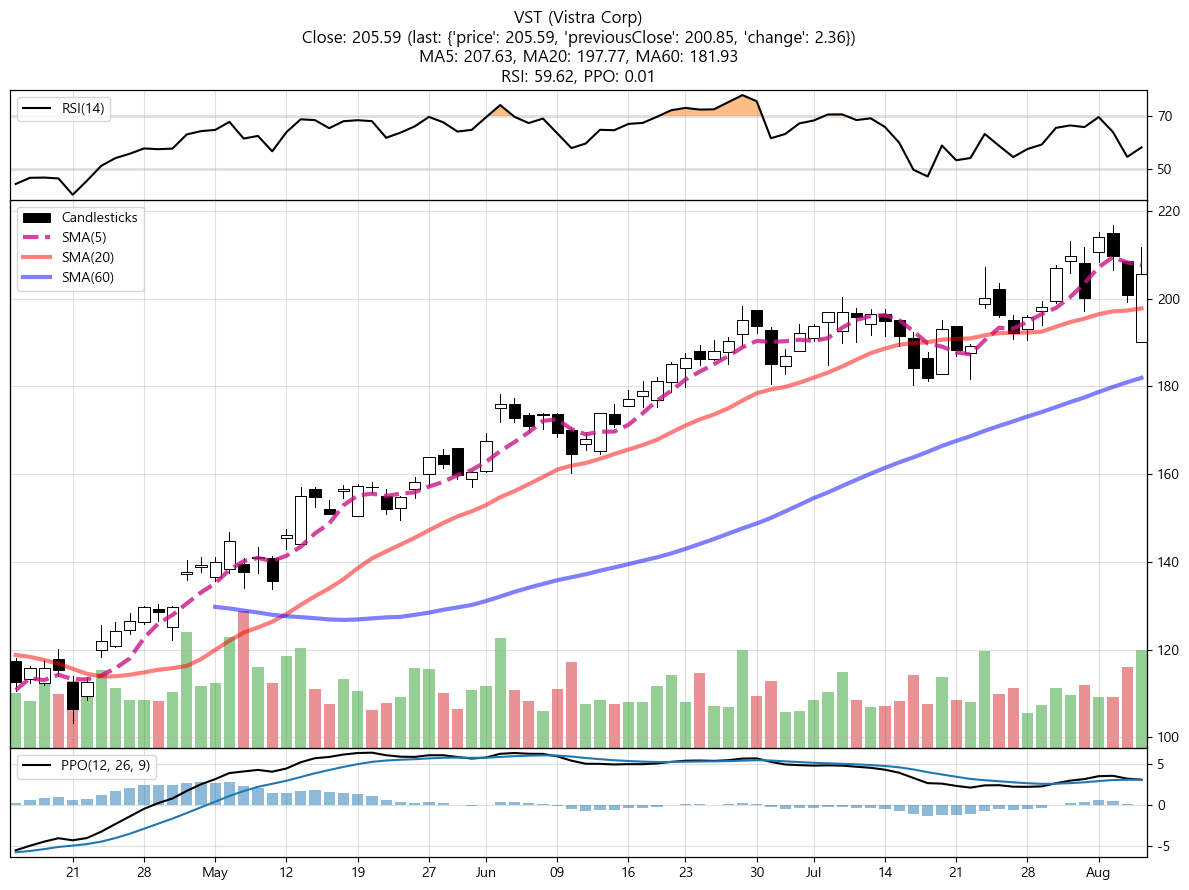 VST (Vistra Corp)
Close: 205.59 (last: {'price': 205.59, 'previousClose': 200.85, 'change': 2.36})
MA5: 207.63, MA20: 197.77, MA60: 181.93
RSI: 59.62, PPO: 0.01
RSI(14)
70
50
Candlesticks
SMA(5)
SMA(20)
SMA(60)
220
200
180
160
140
120
100
PPO(12, 26, 9)
5
0
-5
21 28 May 12 19 27 Jun 09 16 23 30 Jul 14 21 28 Aug